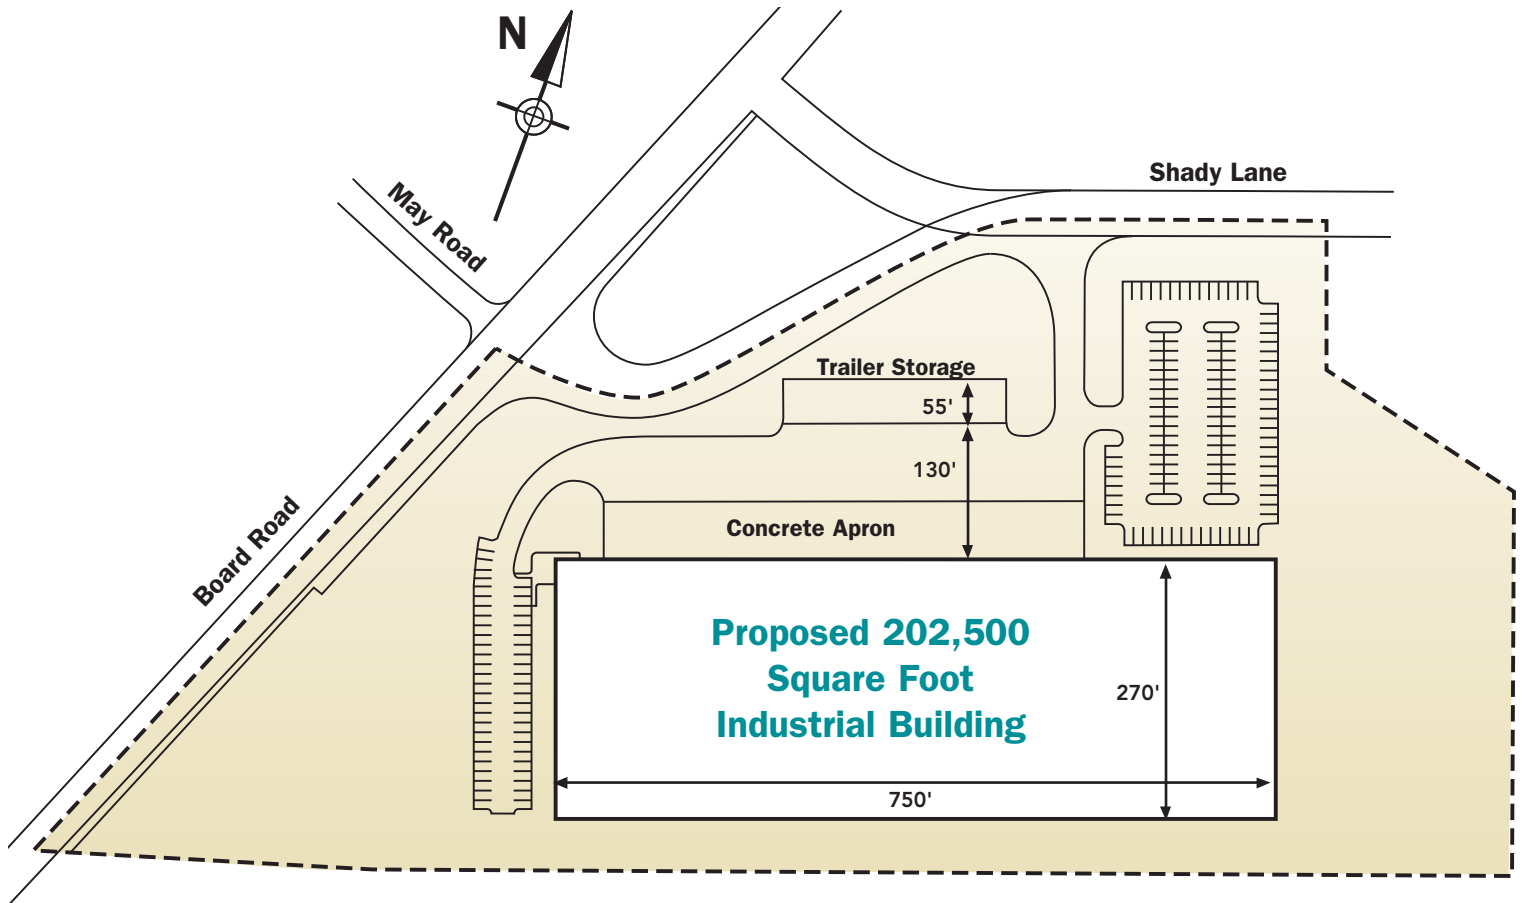 N
May Road
Shady Lane
Trailer Storage
55'
130'
Board Road
Concrete Apron
Proposed 202,500
Square Foot
Industrial Building
270'
750'